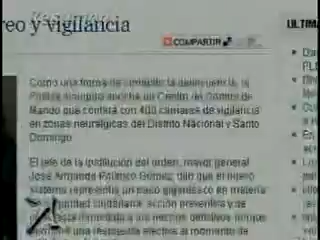 Resumen
reo y vigilancia
COMPARTIR
ULTIMA
Como una forma de combatir la delincuencia, la
Policía inauguró anoche un Centro de Control de
Mando que contará con 400 cámaras de vigilancia
en zonas neurálgicas del Distrito Nacional y Santo
Domingo.
El jefe de la institución del orden, mayor general
José Armando Polanco Gómez, dijo que el nuevo
sistema representa un paso gigantesco en materia
seguridad ciudadana, acción preventiva y de
respuesta inmediata a los hechos delictivos porque
una respuesta efectiva al momento de